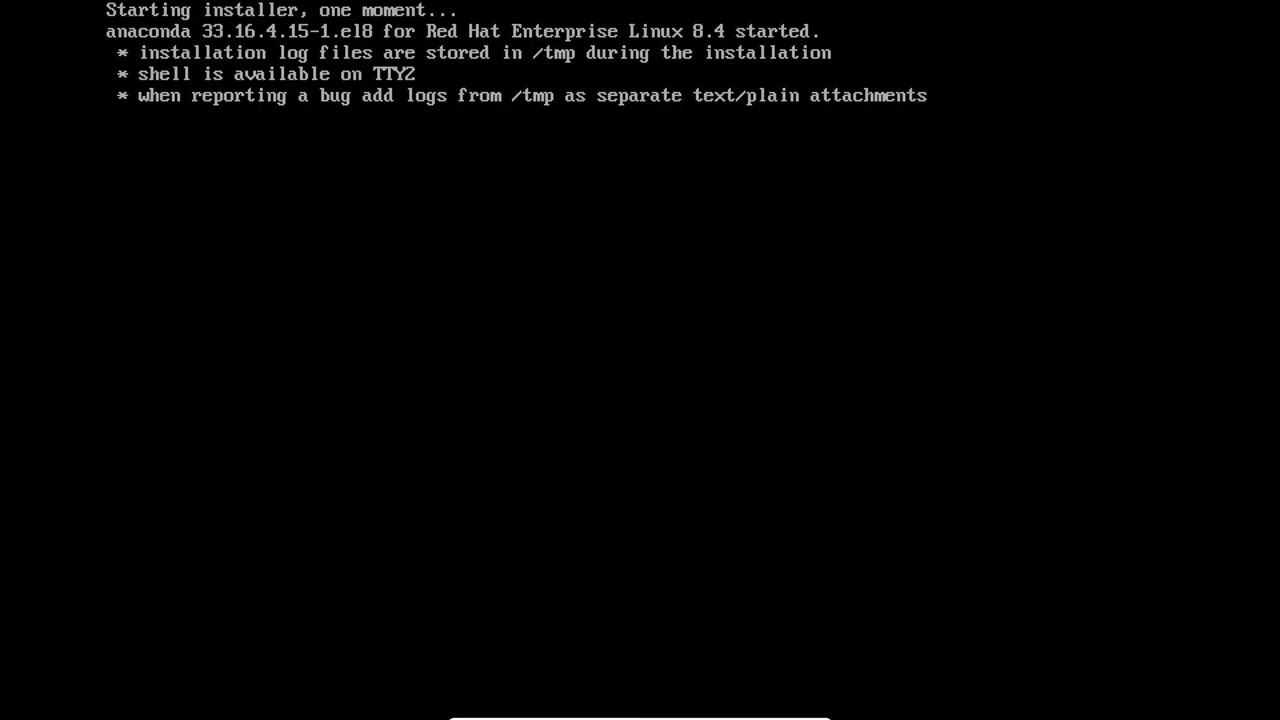 Starting installer, one moment...
anaconda 33.16.4.15-1.el8 for Red Hat Enterprise Linux 8.4 started.
* installation log files are stored in /tmp during the installation
* shell is available on TTY2
* when reporting a bug add logs from /tmp as separate text/plain attachments